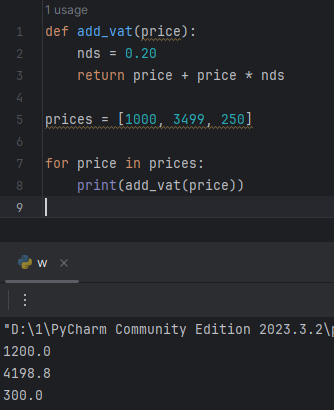 1 usage
1 def add_vat(price):
2 nds = 0.20
3 return price + price * nds
4
5 prices = [1000, 3499, 250]
6
7 for price in prices:
8 print(add_vat(price))
9
w ×
"D:\1\PyCharm Community Edition 2023.3.2\
1200.0
4198.8
300.0